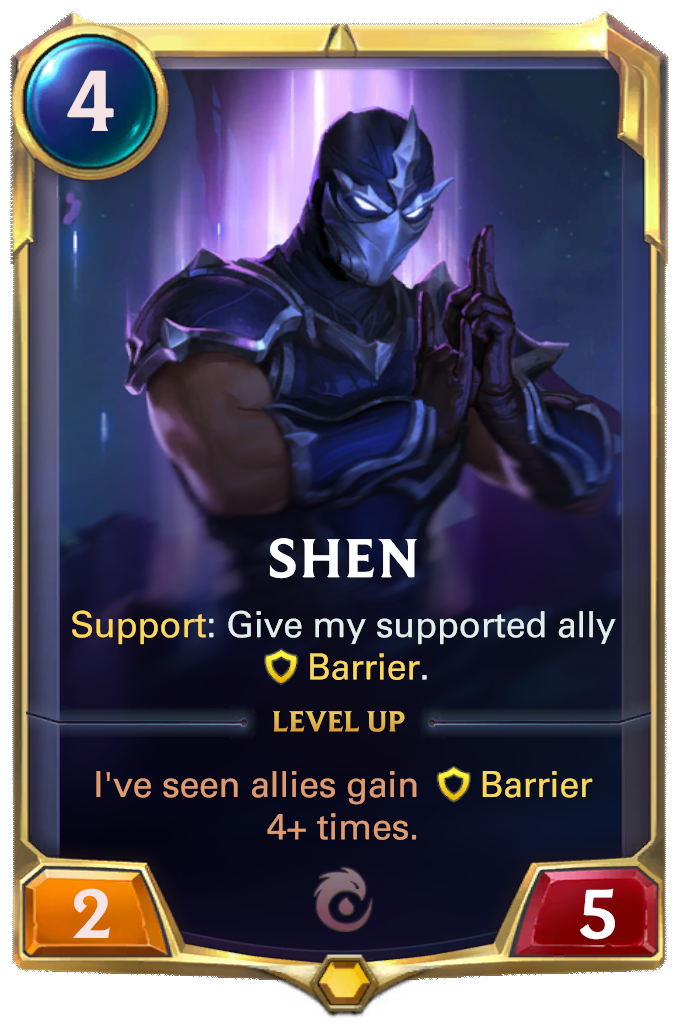 4
SHEN
Support: Give my supported ally
Barrier.
LEVEL UP
I've seen allies gain Barrier
4+ times.
2
5